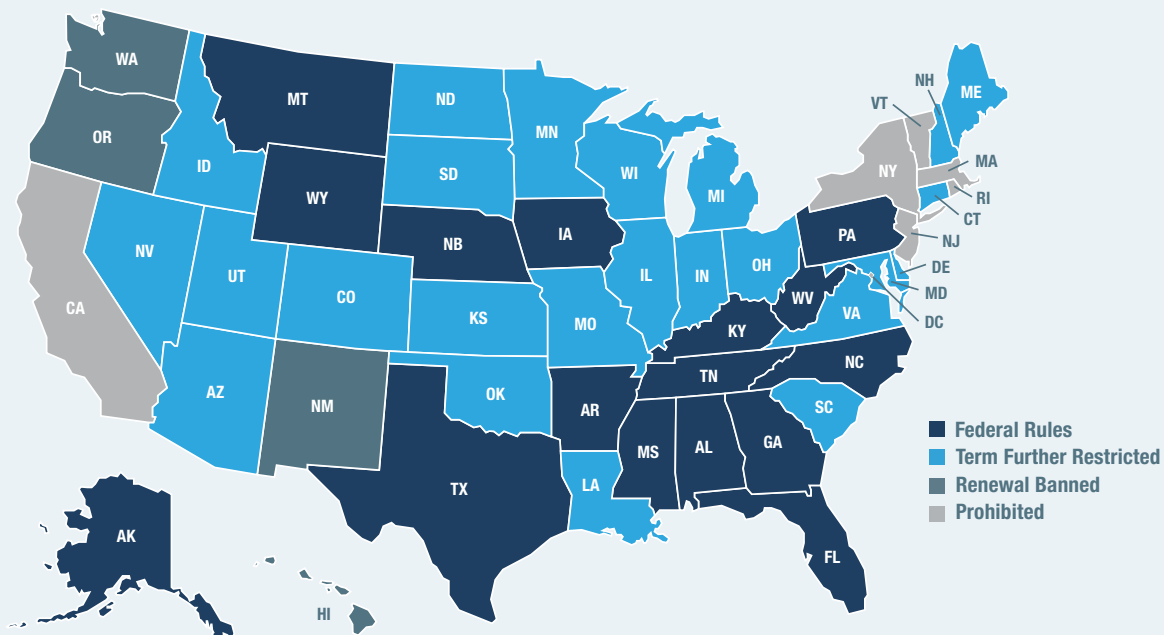 WA
OR
CA
NV
ID
MT
WY
UT
AZ
CO
NM
ND
SD
NB
KS
OK
TX
MN
IA
MO
AR
LA
WI
IL
MI
IN
OH
KY
TN
MS
AL
GA
FL
SC
NC
VA
WV
PA
NY
VT
NH
ME
MA
RI
CT
NJ
DE
MD
DC
AK
HI
Federal Rules
Term Further Restricted
Renewal Banned
Prohibited